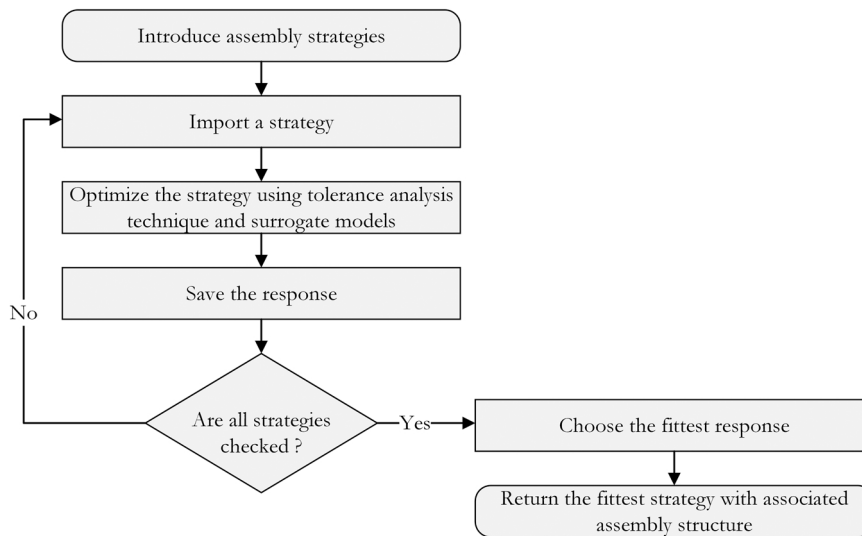 Introduce assembly strategies
Import a strategy
Optimize the strategy using tolerance analysis
technique and surrogate models
Save the response
No
Are all strategies
checked ?
Yes
Choose the fittest response
Return the fittest strategy with associated
assembly structure